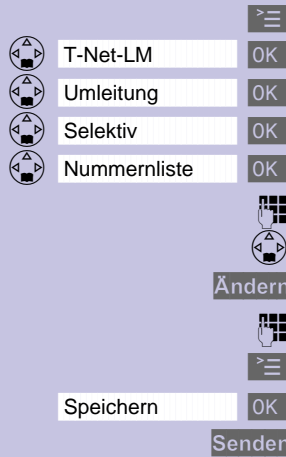 T-Net-LM OK
Umleitung OK
Selektiv OK
Nummernliste OK
Ändern
Speichern OK
Senden